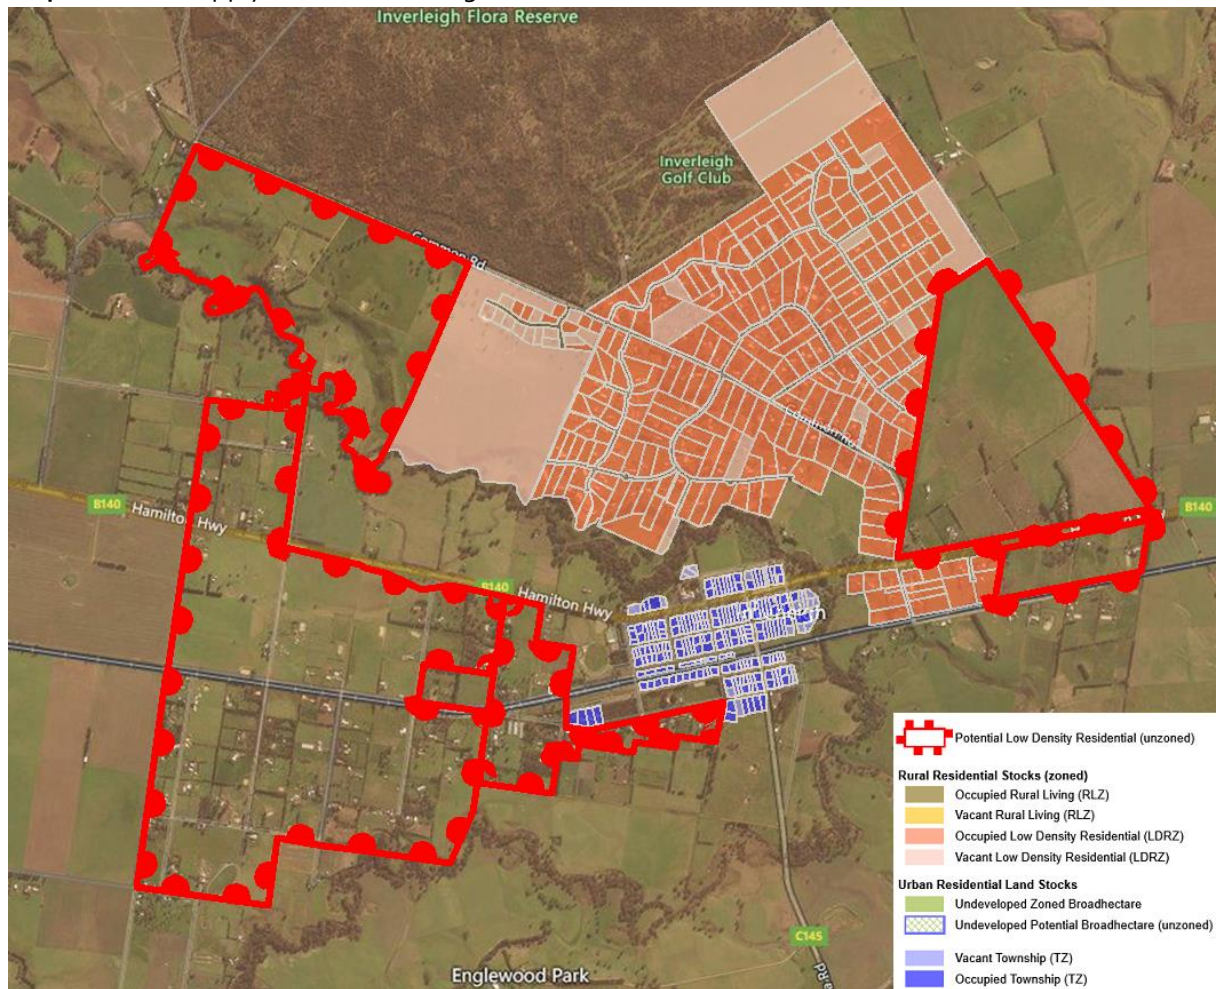 Inverleigh Flora Reserve
Inverleigh
Golf Club
Common Rd
B140
Hamilton Hwy
B140
B140
Hamilton Hwy
C145
Rd
Englewood Park
Potential Low Density Residential (unzoned)
Rural Residential Stocks (zoned)
Occupied Rural Living (RLZ)
Vacant Rural Living (RLZ)
Occupied Low Density Residential (LDRZ)
Vacant Low Density Residential (LDRZ)
Urban Residential Land Stocks
Undeveloped Zoned Broadhectare
Undeveloped Potential Broadhectare (unzoned)
Vacant Township (TZ)
Occupied Township (TZ)